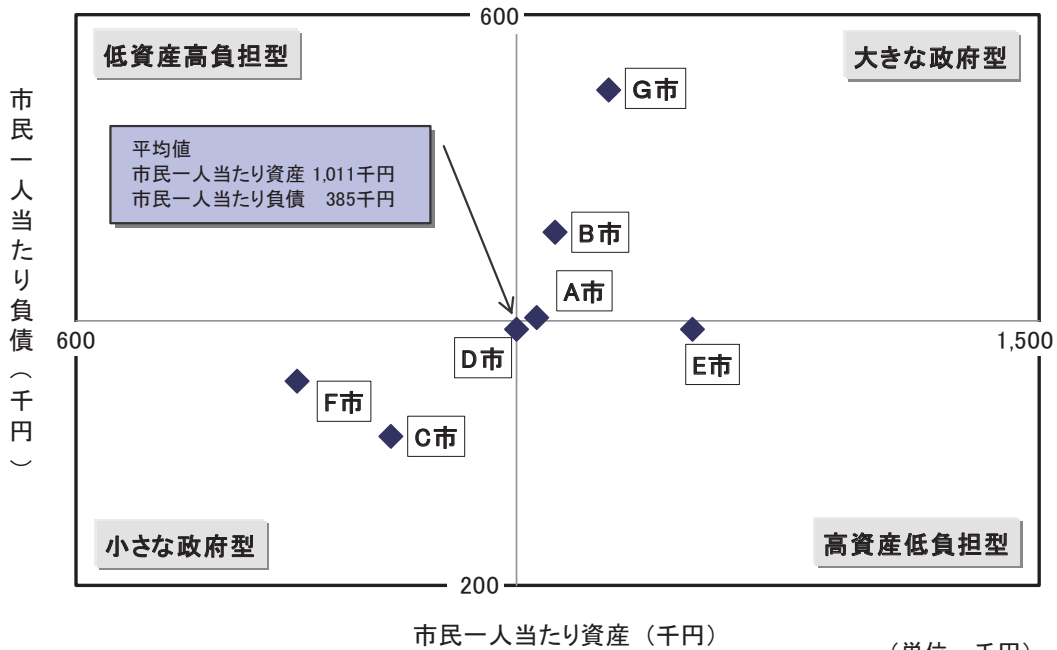 600
低資産高負担型
大きな政府型
G市
平均値
市民一人当たり資産 1,011千円
市民一人当たり負債 385千円
B市
A市
市民一人当たり負債(千円)
600
1,500
D市
E市
F市
C市
小さな政府型
高資産低負担型
200
市民一人当たり資産 (千円)